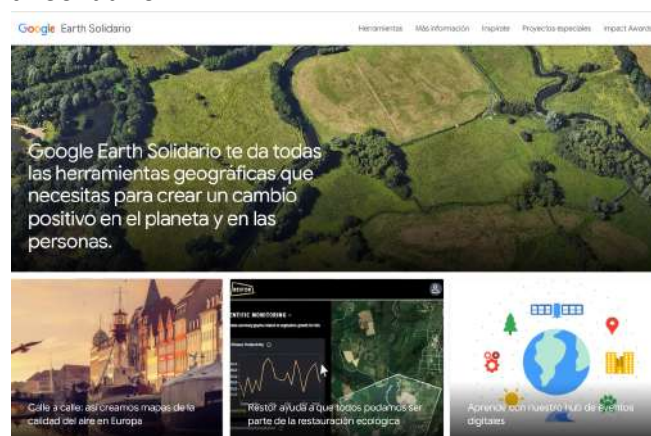 Google Earth Solidario
Herramientas Más información Inspírate Proyectos especiales Impact Awards
Google Earth Solidario te da todas
las herramientas geográficas que
necesitas para crear un cambio
positivo en el planeta y en las
personas.
RESTOR
SCIENTIFIC MONITORING
Calle a calle: así creamos mapas de la
calidad del aire en Europa
Restor ayuda a que todos podamos ser
parte de la restauración ecológica
Aprende con nuestro hub de eventos
digitales